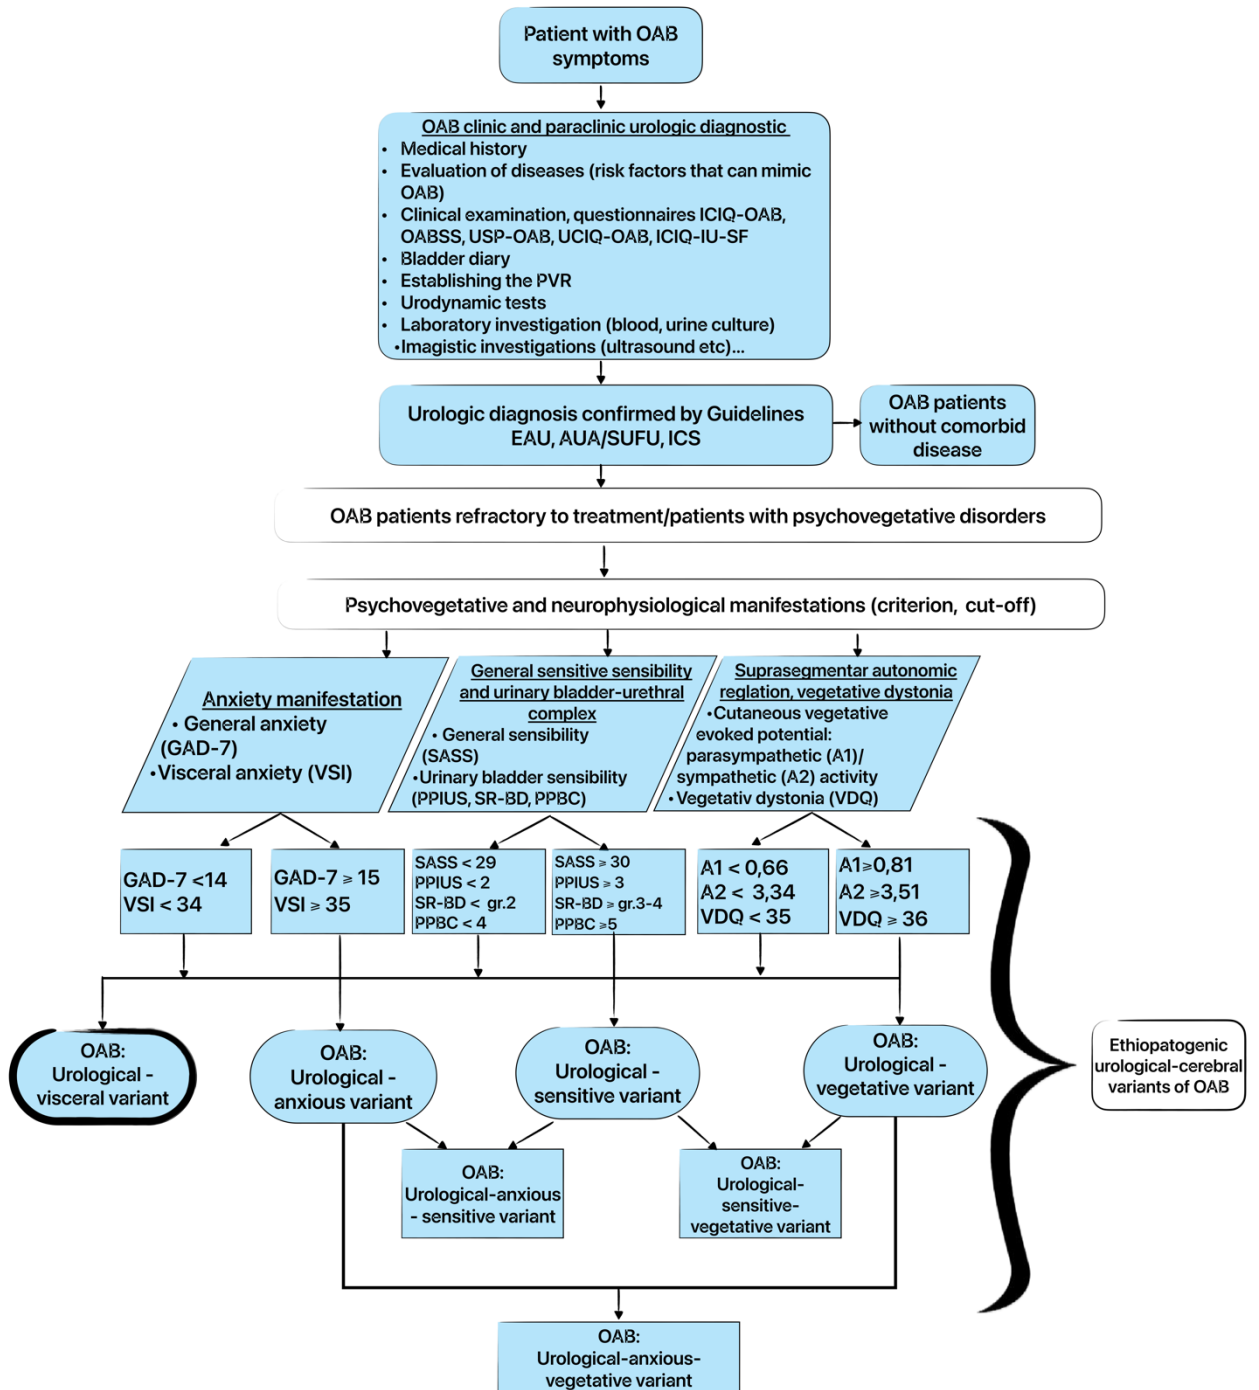 Patient with OAB
symptoms
OAB clinic and paraclinic urologic diagnostic
• Medical history
• Evaluation of diseases (risk factors that can mimic
OAB)
• Clinical examination, questionnaires ICIQ-OAB,
OABSS, USP-OAB, UCIQ-OAB, ICIQ-IU-SF
• Bladder diary
• Establishing the PVR
• Urodynamic tests
• Laboratory investigation (blood, urine culture)
•Imagistic investigations (ultrasound etc)...
Urologic diagnosis confirmed by Guidelines
EAU, AUA/SUFU, ICS
OAB patients
without comorbid
disease
OAB patients refractory to treatment/patients with psychovegetative disorders
Psychovegetative and neurophysiological manifestations (criterion, cut-off)
Anxiety manifestation
• General anxiety
(GAD-7)
•Visceral anxiety (VSI)
General sensitive sensibility
and urinary bladder-urethral
complex
• General sensibility
(SASS)
•Urinary bladder sensibility
(PPIUS, SR-BD, PPBC)
Suprasegmentar autonomic
reglation, vegetative dystonia
•Cutaneous vegetative
evoked potential:
parasympathetic (A1)/
sympathetic (A2) activity
•Vegetativ dystonia (VDQ)
GAD-7 <14
VSI < 34
GAD-7 ≥ 15
VSI ≥ 35
SASS < 29
PPIUS < 2
SR-BD < gr.2
PPBC < 4
SASS ≥ 30
PPIUS ≥ 3
SR-BD ≥ gr.3-4
PPBC ≥5
A1 < 0,66
A2 < 3,34
VDQ < 35
A1≥0,81
A2 ≥3,51
VDQ ≥ 36
OAB:
Urological -
visceral variant
OAB:
Urological -
anxious variant
OAB:
Urological -
sensitive variant
OAB:
Urological -
vegetative variant
Ethiopatogenic
urological-cerebral
variants of OAB
OAB:
Urological-anxious
- sensitive variant
OAB:
Urological-
sensitive-
vegetative variant
OAB:
Urological-anxious-
vegetative variant